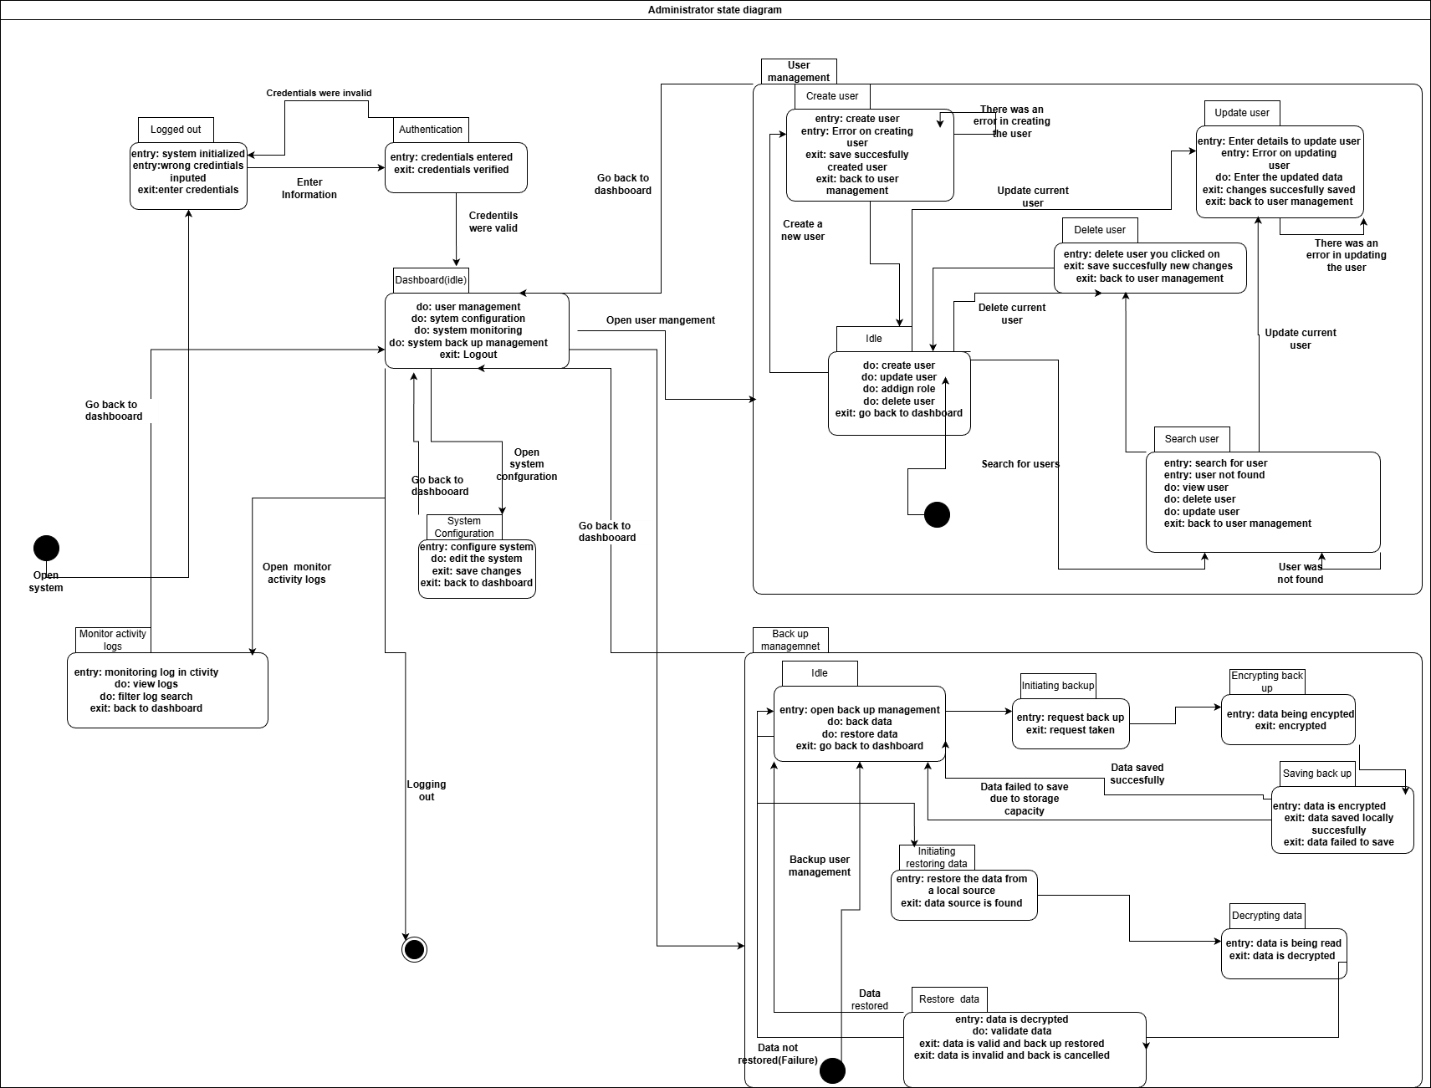 Administrator state diagram
User
management
Create user
entry: create user
entry: Error on creating
user
exit: save succesfully
created user
exit: back to user
management
There was an
error in creating
the user
Update user
entry: Enter details to update user
entry: Error on updating
user
do: Enter the updated data
exit: changes succesfully saved
exit: back to user management
There was an
error in updating
the user
Credentials were invalid
Logged out
entry: system initialized
entry:wrong credintials
inputed
exit:enter credentials
Authentication
entry: credentials entered
exit: credentials verified
Enter
Information
Credentils
were valid
Go back to
dashbooard
Update current
user
Create a
new user
Delete user
entry: delete user you clicked on
exit: save succesfully new changes
exit: back to user management
Delete current
user
Update current
user
Dashboard(idle)
do: user management
do: sytem configuration
do: system monitoring
do: system back up management
exit: Logout
Open user mangement
Idle
do: create user
do: update user
do: addign role
do: delete user
exit: go back to dashboard
Search for users
Search user
entry: search for user
entry: user not found
do: view user
do: delete user
do: update user
exit: back to user management
User was
not found
Go back to
dashbooard
Open
system
confguration
Go back to
dashbooard
Go back to
dashbooard
System
Configuration
entry: configure system
do: edit the system
exit: save changes
exit: back to dashboard
Open
system
Open  monitor
activity logs
Monitor activity
logs
entry: monitoring log in ctivity
do: view logs
do: filter log search
exit: back to dashboard
Logging
out
Back up
managemnet
Idle
entry: open back up management
do: back data
do: restore data
exit: go back to dashboard
Initiating backup
entry: request back up
exit: request taken
Encrypting back
up
entry: data being encypted
exit: encrypted
Data saved
succesfully
Data failed to save
due to storage
capacity
Saving back up
entry: data is encrypted
exit: data saved locally
succesfully
exit: data failed to save
Backup user
management
Initiating
restoring data
entry: restore the data from
a local source
exit: data source is found
Decrypting data
entry: data is being read
exit: data is decrypted
Data
restored
Restore  data
entry: data is decrypted
do: validate data
exit: data is valid and back up restored
exit: data is invalid and back is cancelled
Data not
restored(Failure)